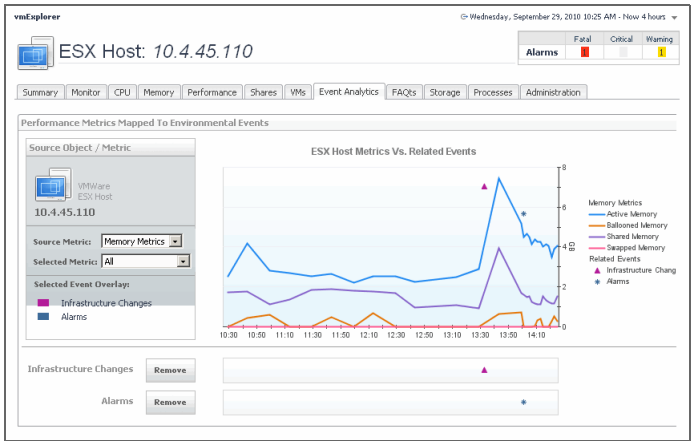 vmExplorer
Wednesday, September 29, 2010 10:25 AM - Now 4 hours
ESX Host: 10.4.45.110
Fatal Critical Warning
Alarms 1 1
Summary Monitor CPU Memory Performance Shares VMs Event Analytics FAQts Storage Processes Administration
Performance Metrics Mapped To Environmental Events
Source Object / Metric
VMWare
ESX Host
10.4.45.110
Source Metric: Memory Metrics
Selected Metric: All
Selected Event Overlay:
Infrastructure Changes
Alarms
ESX Host Metrics Vs. Related Events
8
6
4
2
0
GB
10:30 10:50 11:10 11:30 11:50 12:10 12:30 12:50 13:10 13:30 13:50 14:10
Memory Metrics
Active Memory
Ballooned Memory
Shared Memory
Swapped Memory
Related Events
Infrastructure Chang
Alarms
Infrastructure Changes Remove
Alarms Remove